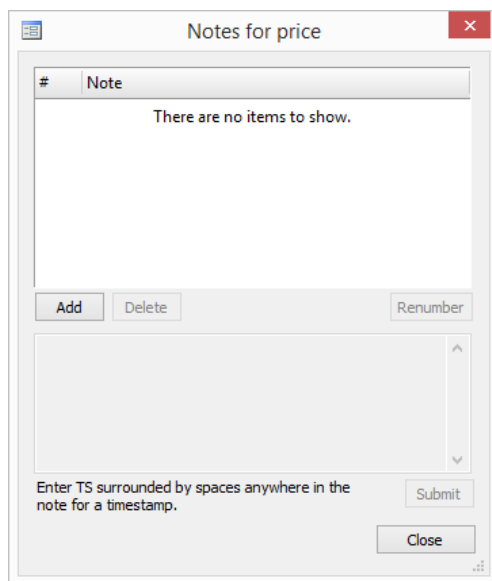 Notes for price
# Note
There are no items to show.
Add Delete Renumber
Enter TS surrounded by spaces anywhere in the
note for a timestamp.
Submit
Close